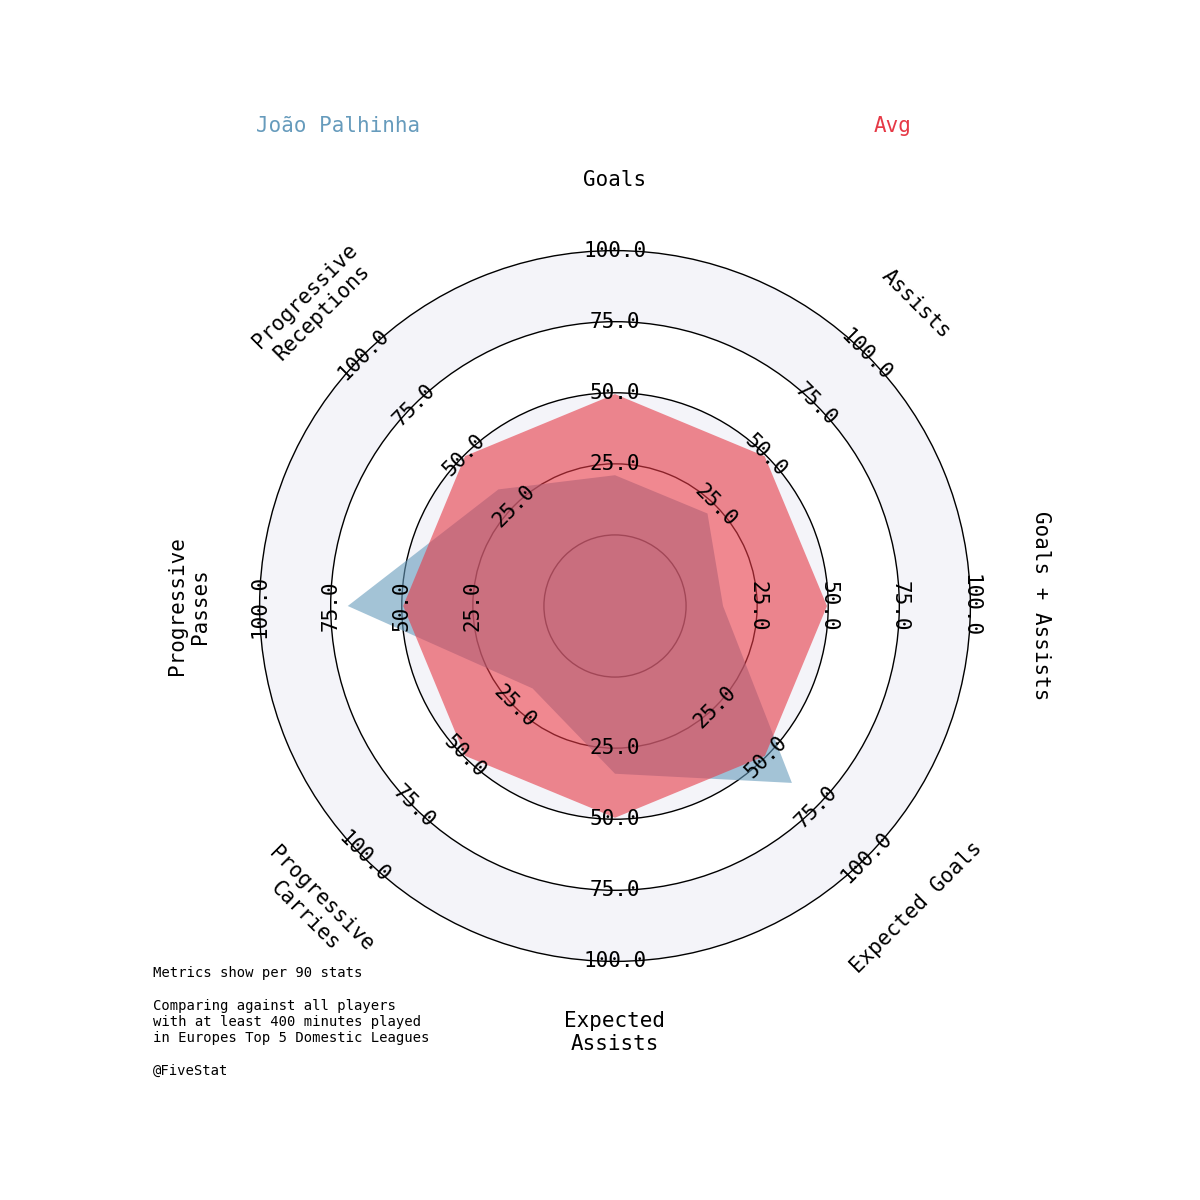 João Palhinha
Avg
Goals
Assists
Goals + Assists
Expected Goals
Expected
Assists
Progressive
Carries
Progressive
Passes
Progressive
Receptions
25.0
50.0
75.0
100.0
25.0
50.0
75.0
100.0
25.0
50.0
75.0
100.0
25.0
50.0
75.0
100.0
25.0
50.0
75.0
100.0
25.0
50.0
75.0
100.0
25.0
50.0
75.0
100.0
25.0
50.0
75.0
100.0
Metrics show per 90 stats
Comparing against all players
with at least 400 minutes played
in Europes Top 5 Domestic Leagues
@FiveStat